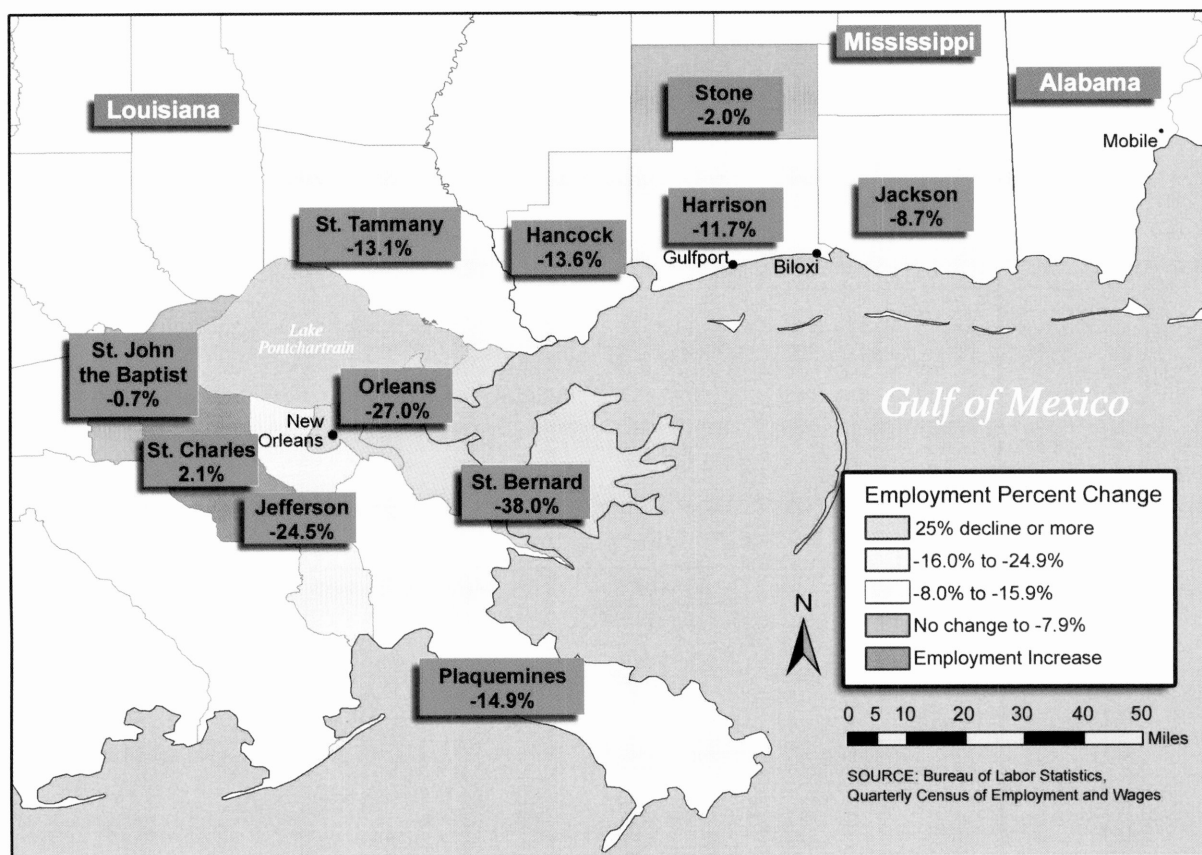 Louisiana
Mississippi
Alabama
Stone
-2.0%
Mobile
St. Tammany
-13.1%
Hancock
-13.6%
Harrison
-11.7%
Gulfport
Biloxi
Jackson
-8.7%
Lake
Pontchartrain
St. John
the Baptist
-0.7%
Orleans
-27.0%
New
Orleans
St. Charles
2.1%
Jefferson
-24.5%
St. Bernard
-38.0%
Plaquemines
-14.9%
Gulf of Mexico
Employment Percent Change
25% decline or more
-16.0% to -24.9%
-8.0% to -15.9%
No change to -7.9%
Employment Increase
N
0 5 10 20 30 40 50
Miles
SOURCE: Bureau of Labor Statistics,
Quarterly Census of Employment and Wages